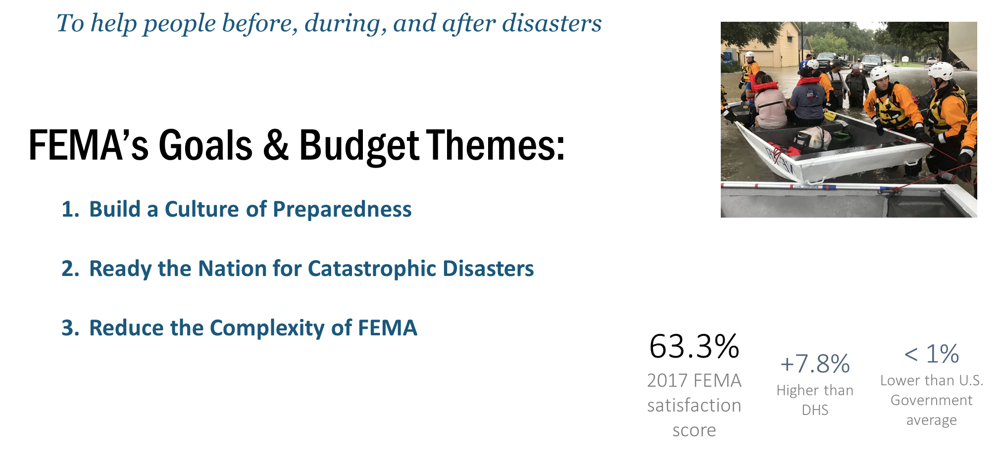 To help people before, during, and after disasters
FEMA’s Goals & Budget Themes:
1. Build a Culture of Preparedness
2. Ready the Nation for Catastrophic Disasters
3. Reduce the Complexity of FEMA
63.3%
2017 FEMA
satisfaction
score
+7.8%
Higher than
DHS
< 1%
Lower than U.S.
Government
average